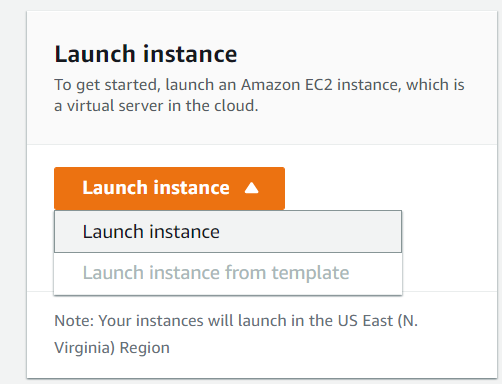 Launch instance
To get started, launch an Amazon EC2 instance, which is
a virtual server in the cloud.
Launch instance
Launch instance
Launch instance from template
Note: Your instances will launch in the US East (N.
Virginia) Region